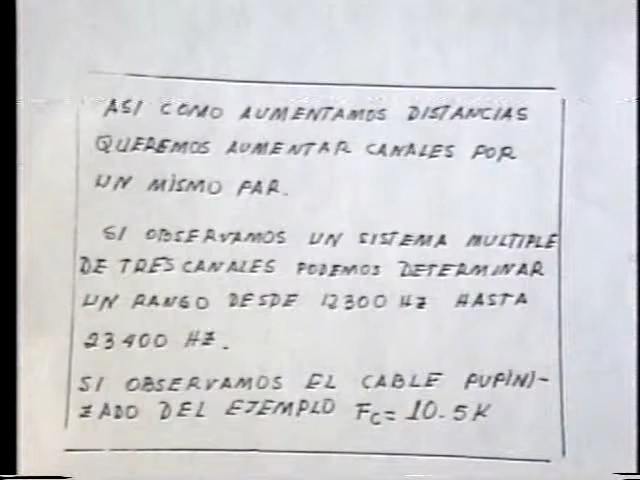 ASI COMO AUMENTAMOS DISTANCIAS
QUEREMOS AUMENTAR CANALES POR
UN MISMO PAR.
SI OBSERVAMOS UN SISTEMA MULTIPLE
DE TRES CANALES PODEMOS DETERMINAR
UN RANGO DESDE 12300 HZ HASTA
23400 HZ.
SI OBSERVAMOS EL CABLE PUPINI-
ZADO DEL EJEMPLO Fc= 10.5K